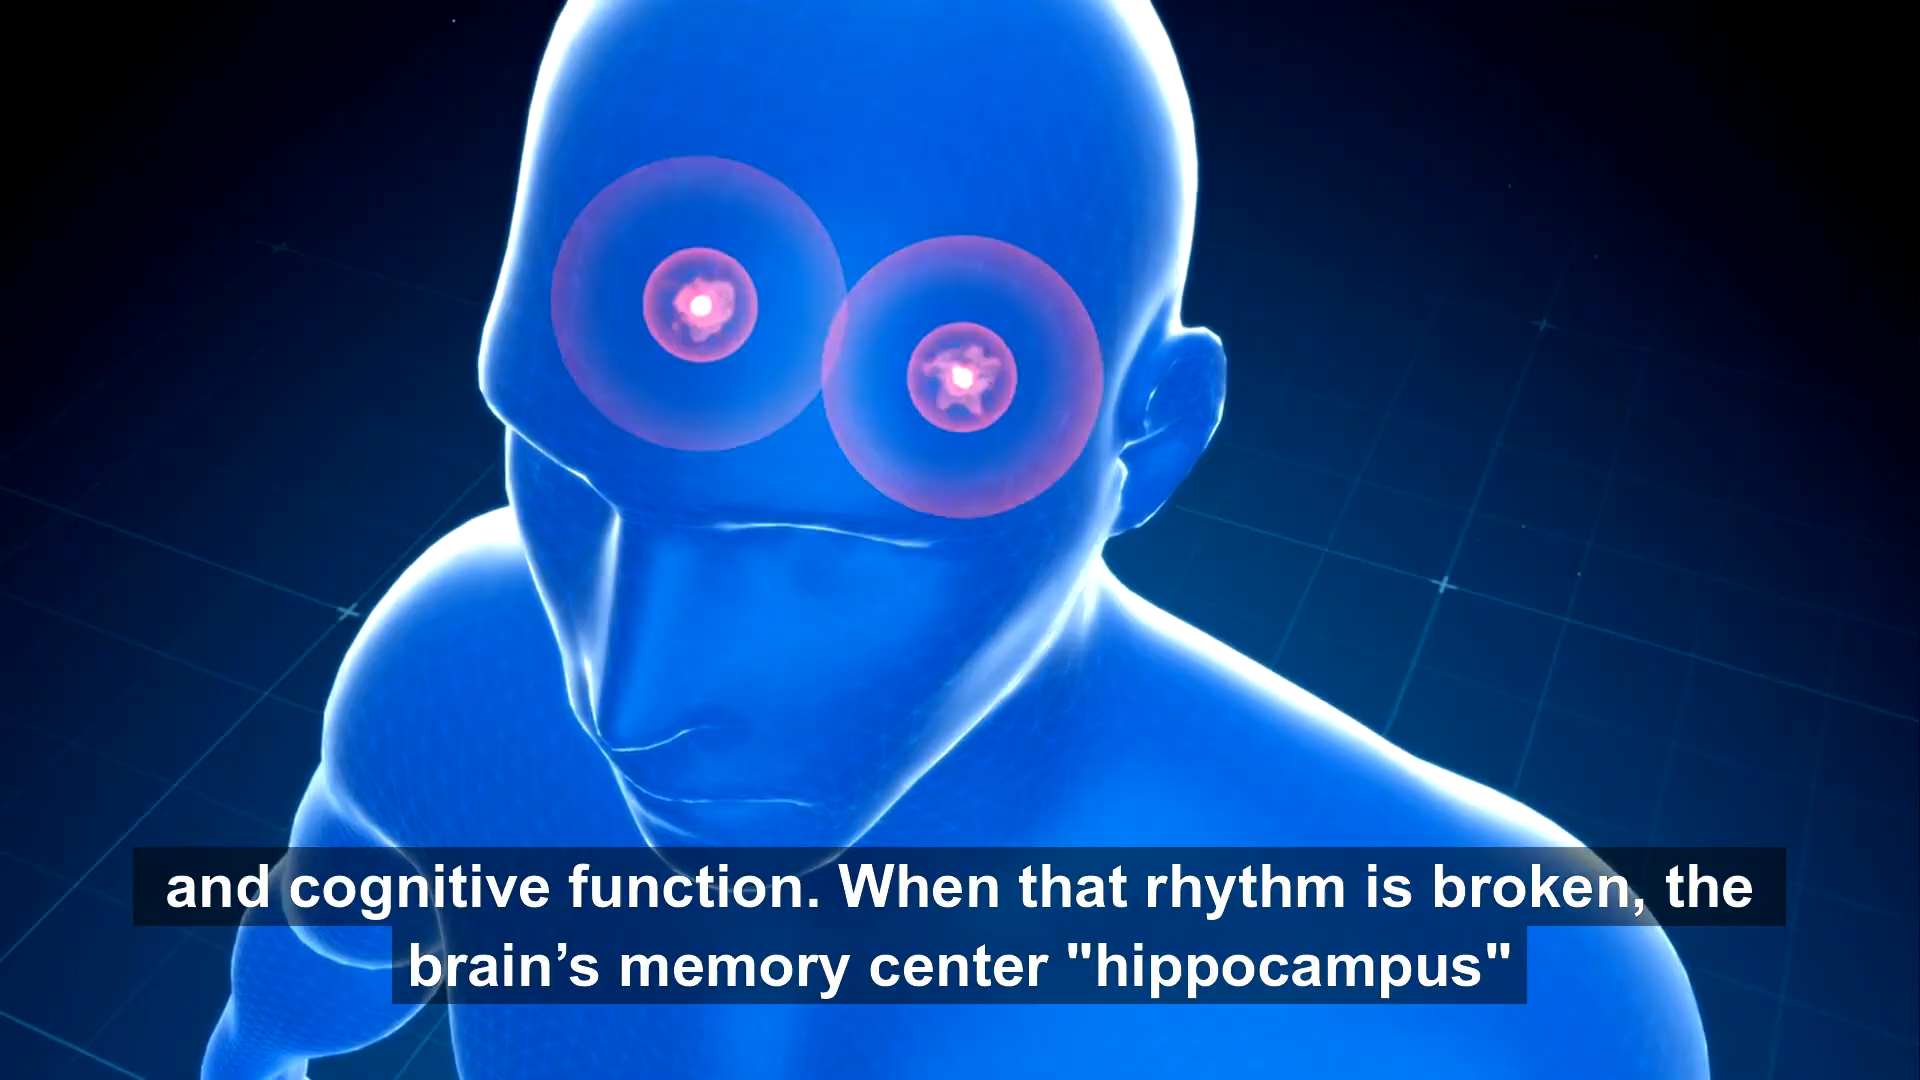 and cognitive function. When that rhythm is broken, the
brain’s memory center "hippocampus"